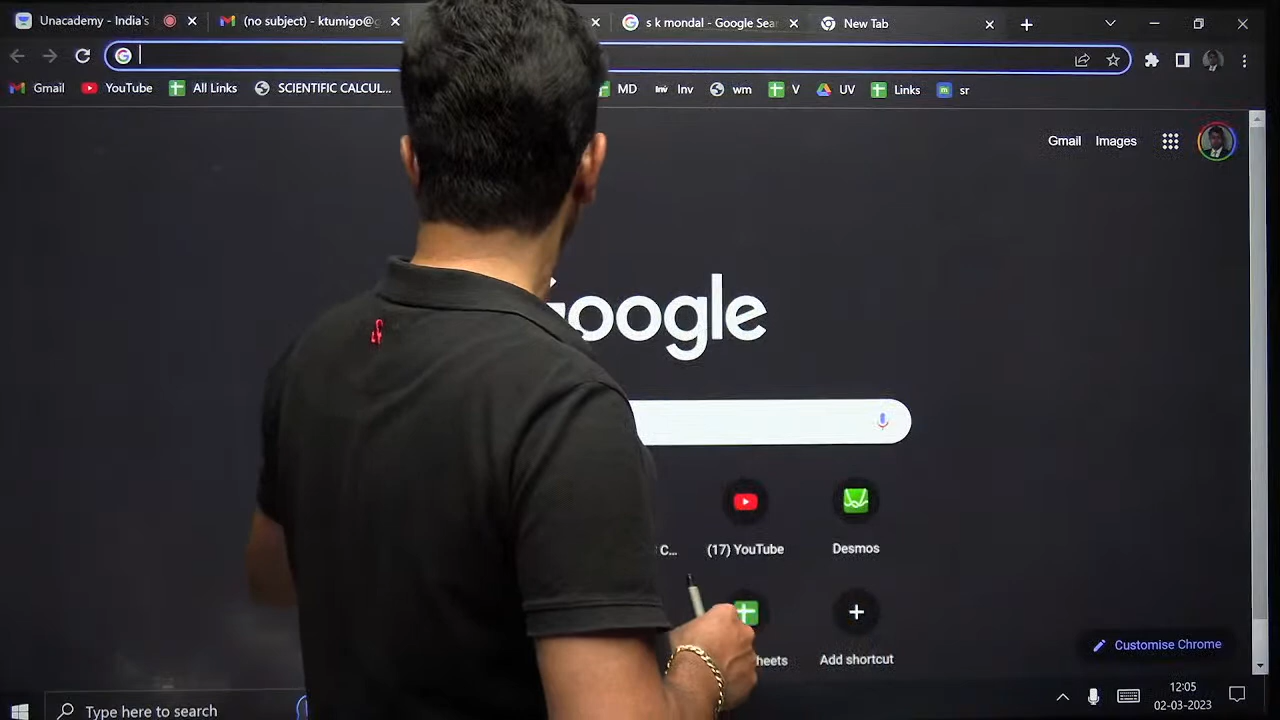 Unacademy - India's
(no subject) - ktumigo@g
s k mondal - Google Sea
New Tab
Gmail
YouTube
All Links
SCIENTIFIC CALCUL...
MD
Inv
Inv
wm
V
UV
Links
sr
Gmail
Images
Google
C...
(17) YouTube
Desmos
heets
Add shortcut
Customise Chrome
Type here to search
12:05
02-03-2023